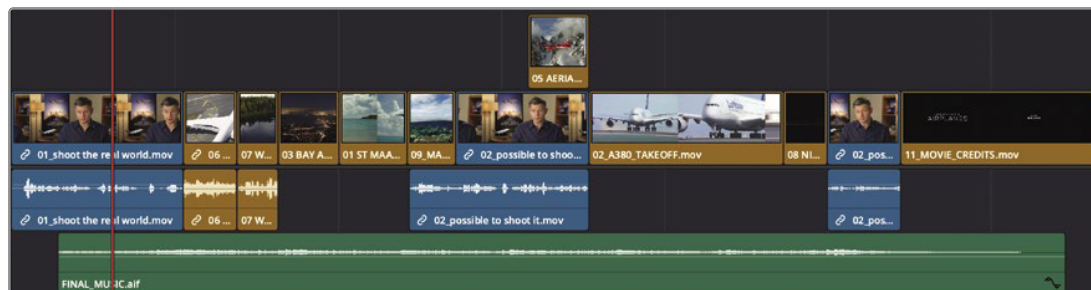 05 AERIA...
01_shoot the real world.mov
06 ...
07 W...
03 BAY A...
01 ST MAA...
09_MA...
02_possible to shoo...
02_A380_TAKEOFF.mov
08 NI...
02_pos...
11_MOVIE_CREDITS.mov
AIRPLANES
01_shoot the real world.mov
06 ...
07 W...
02_possible to shoot it.mov
02_pos...
FINAL_MUSIC.aif